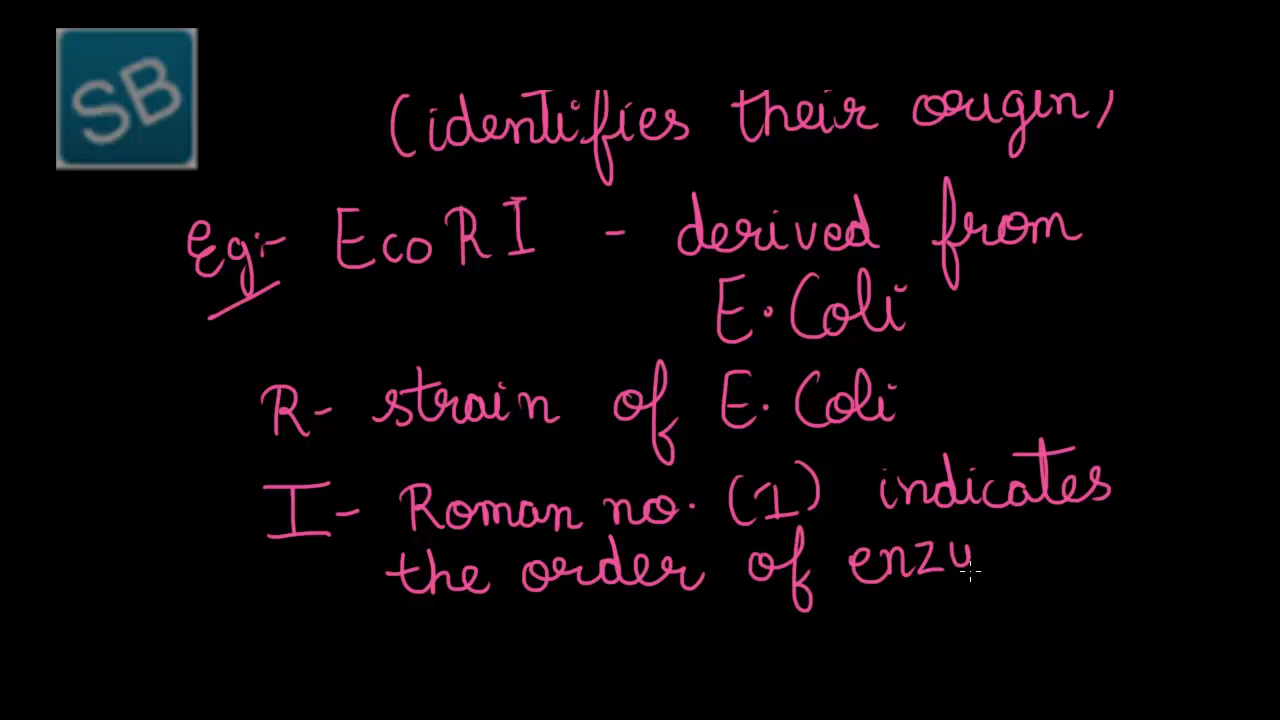 SB
(identifies their origin)
Eg:- EcoRI - derived from
E. Coli
R- strain of E. Coli
I- Roman no. (1) indicates
the order of enzy